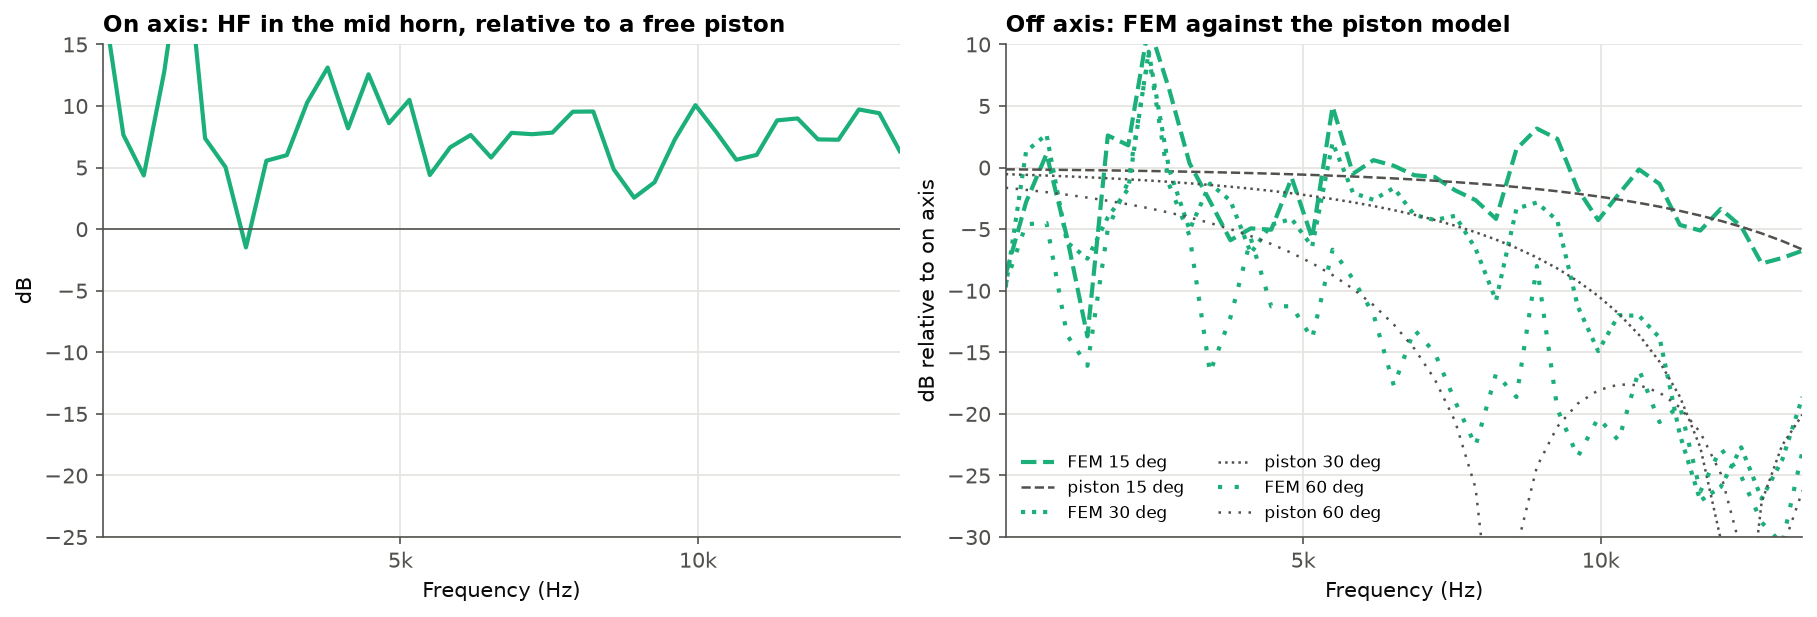 On axis: HF in the mid horn, relative to a free piston
15
10
5
0
−5
−10
−15
−20
−25
dB
5k
10k
Frequency (Hz)
Off axis: FEM against the piston model
10
5
0
−5
−10
−15
−20
−25
−30
dB relative to on axis
FEM 15 deg
piston 15 deg
FEM 30 deg
piston 30 deg
FEM 60 deg
piston 60 deg
5k
10k
Frequency (Hz)